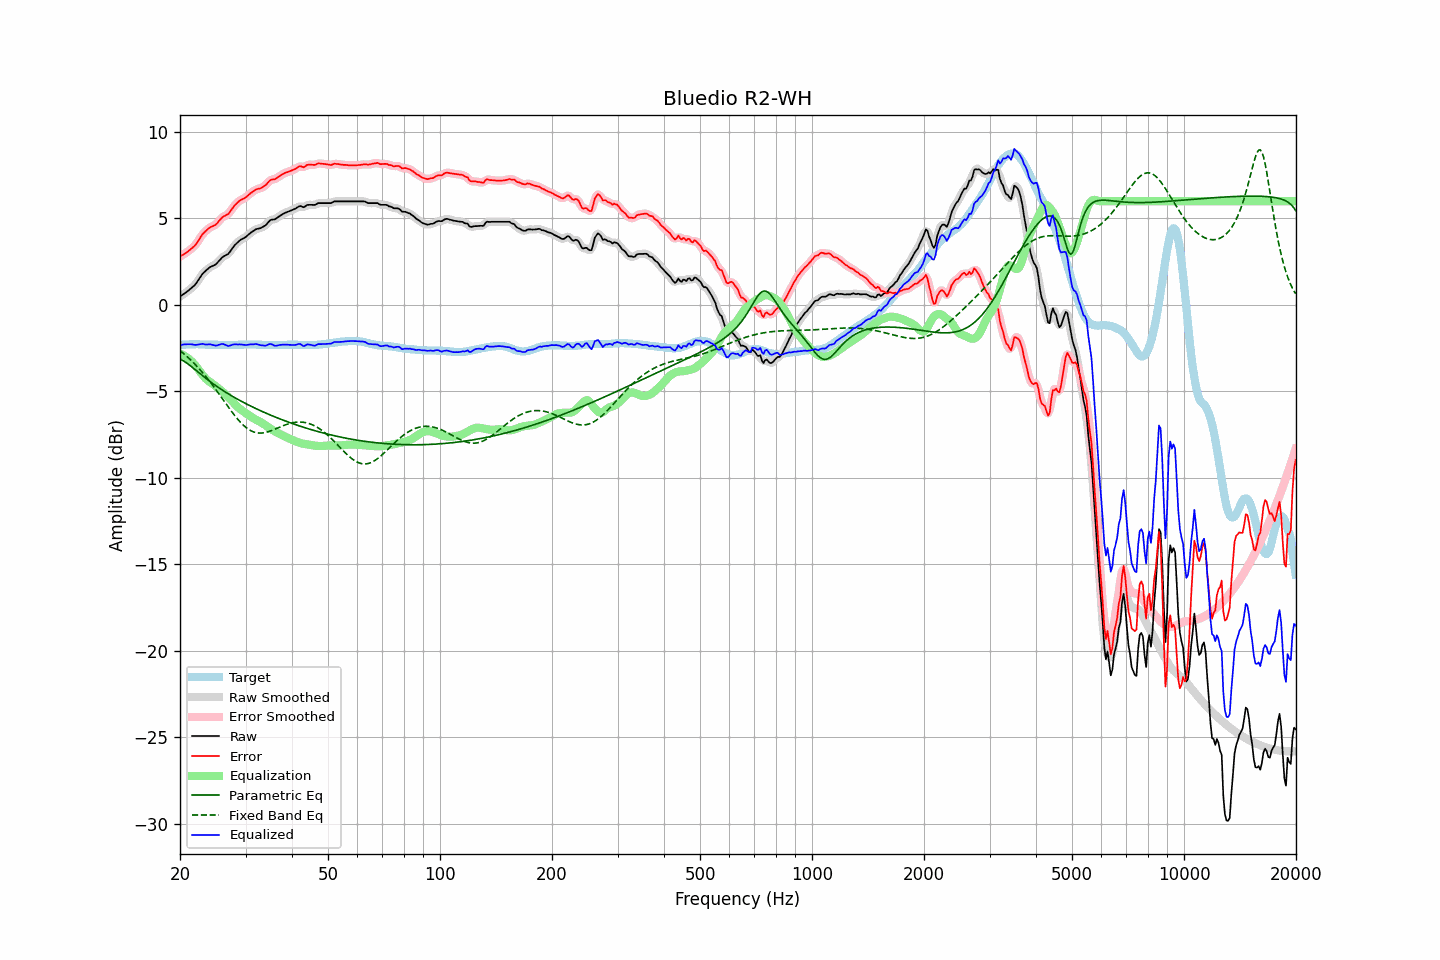 Bluedio R2-WH
Amplitude (dBr)
10
5
0
−5
−10
−15
−20
−25
−30
Target
Raw Smoothed
Error Smoothed
Raw
Error
Equalization
Parametric Eq
Fixed Band Eq
Equalized
20 50 100 200 500 1000 2000 5000 10000 20000
Frequency (Hz)